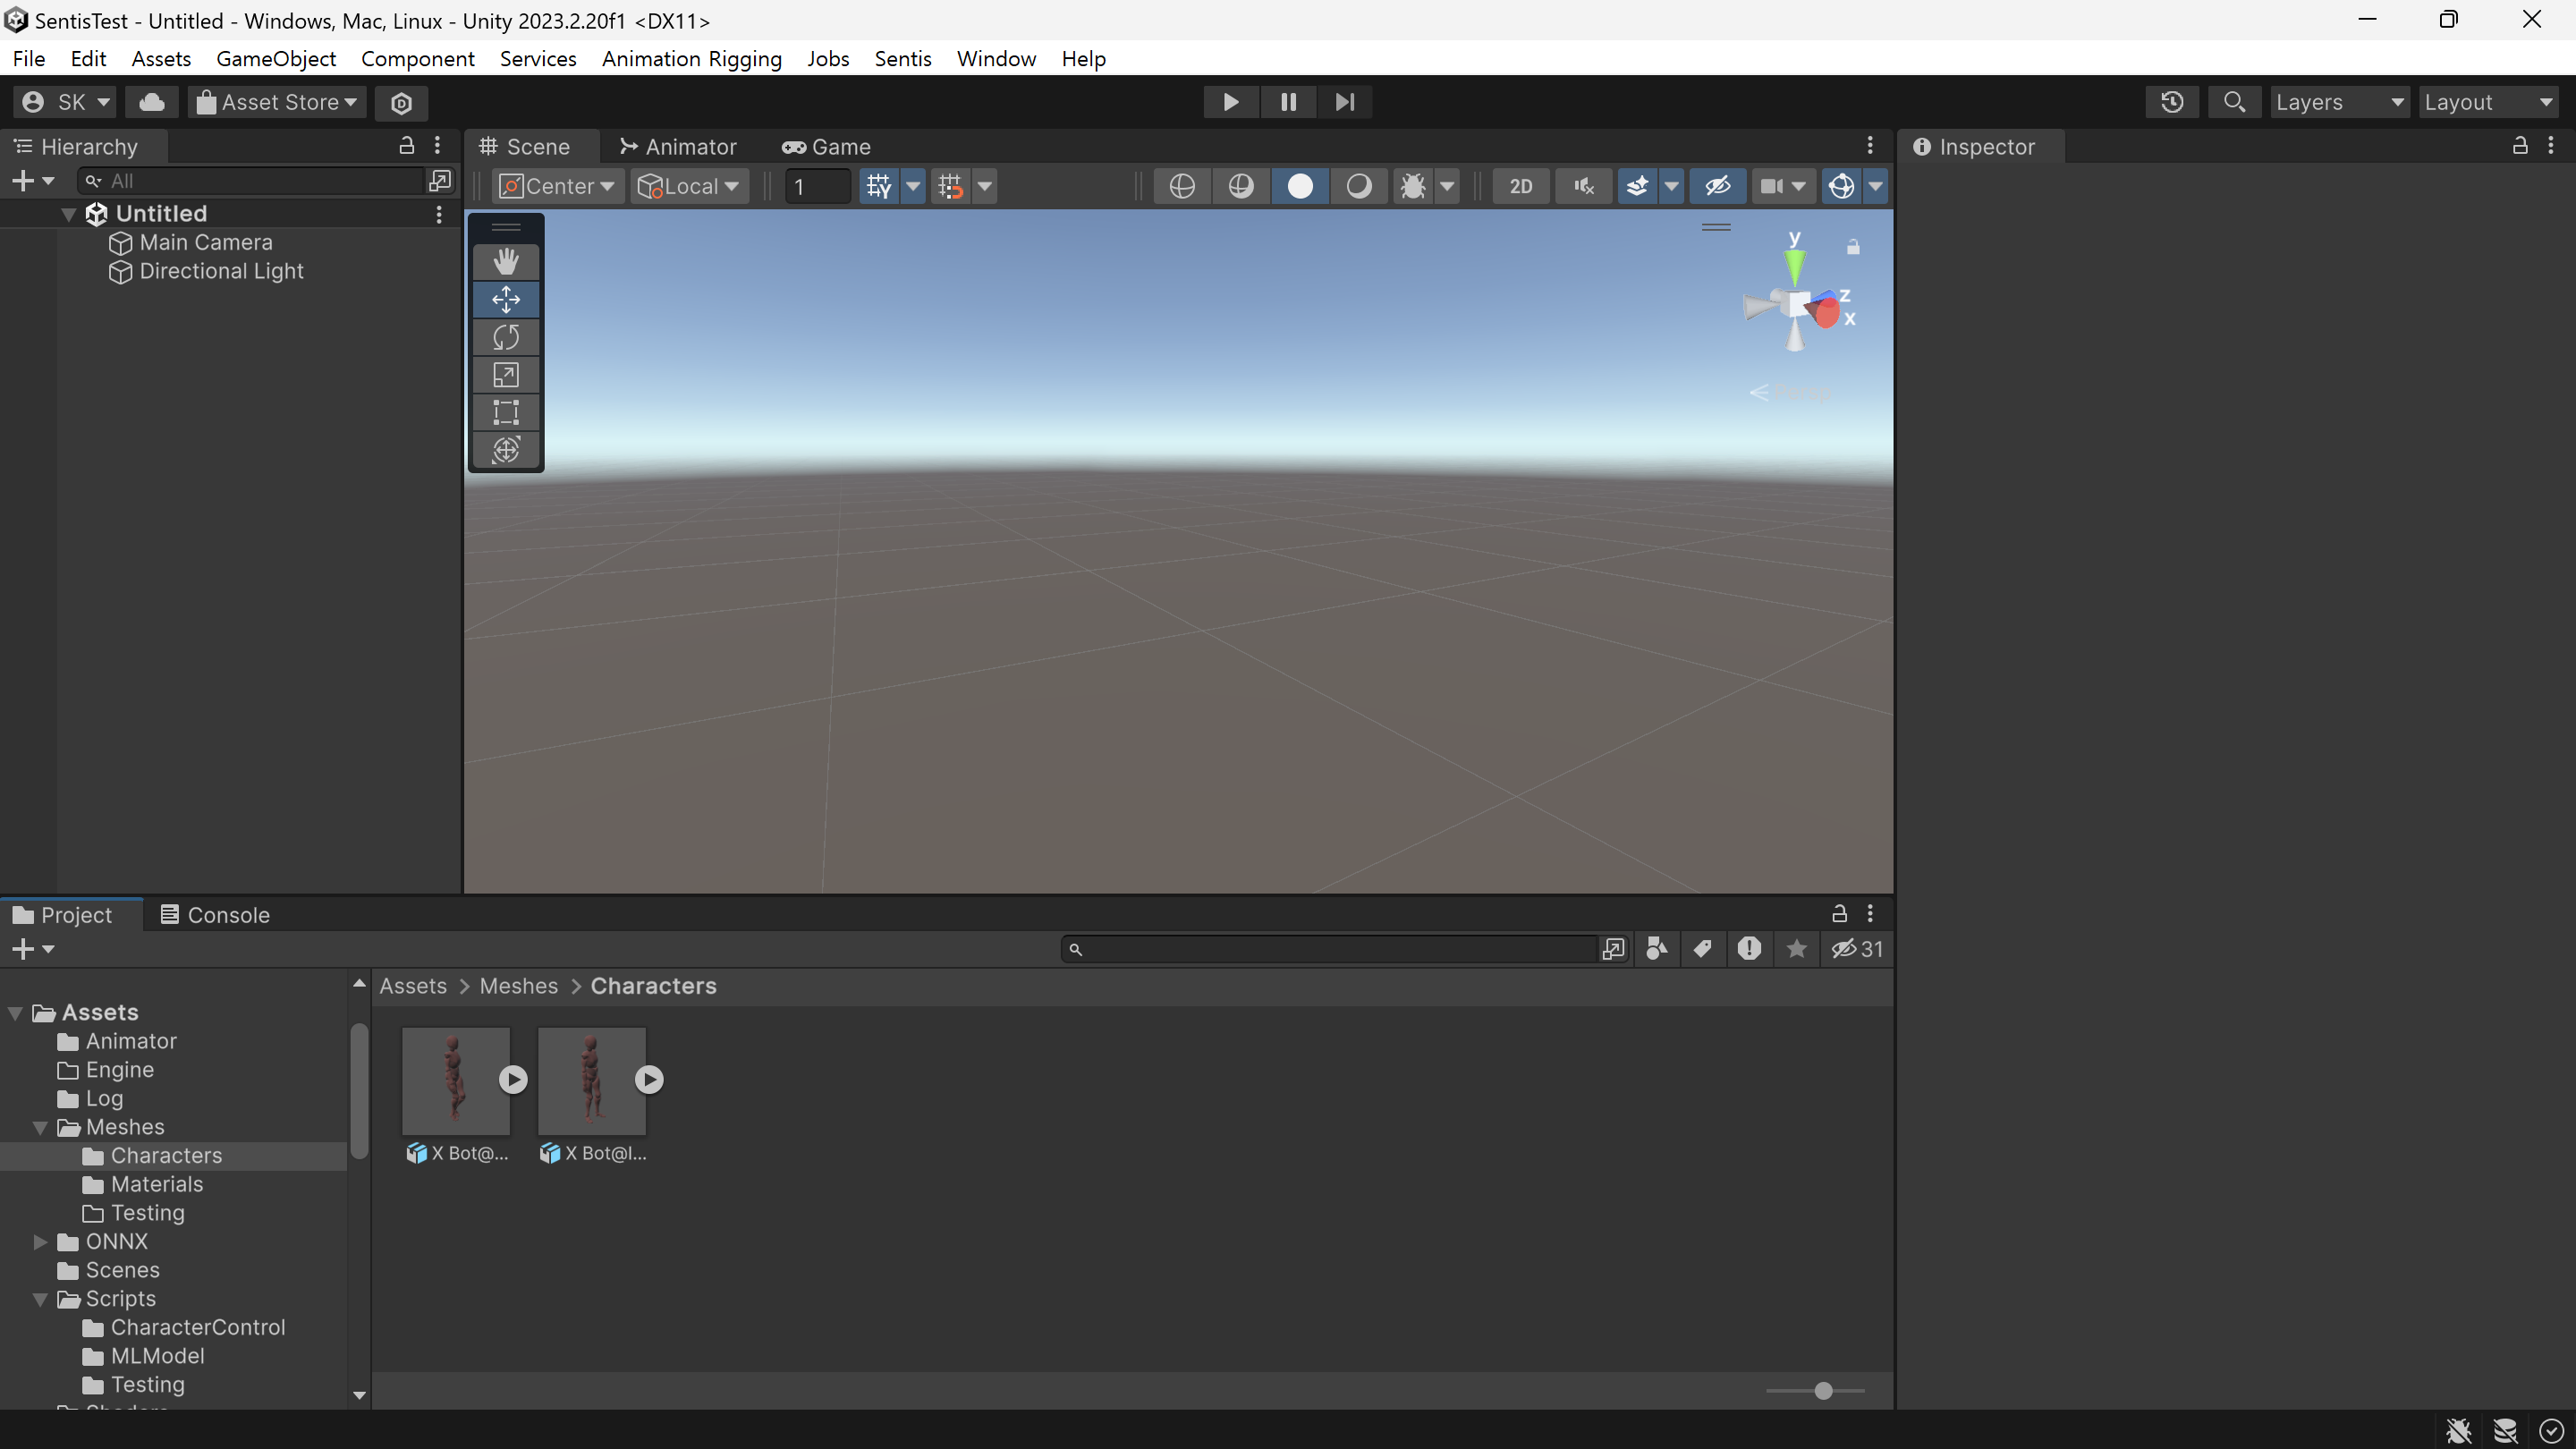 SentisTest - Untitled - Windows, Mac, Linux - Unity 2023.2.20f1 <DX11>
File Edit Assets GameObject Component Services Animation Rigging Jobs Sentis Window Help
SK Asset Store Layers Layout
Hierarchy
Scene Animator Game
Inspector
All
Center Local 1 2D
Untitled
Main Camera
Directional Light
y
z
x
Persp
Project Console
31
Assets
Animator
Engine
Log
Meshes
Characters
Materials
Testing
ONNX
Scenes
Scripts
CharacterControl
MLModel
Testing
Assets > Meshes > Characters
X Bot@... X Bot@I...